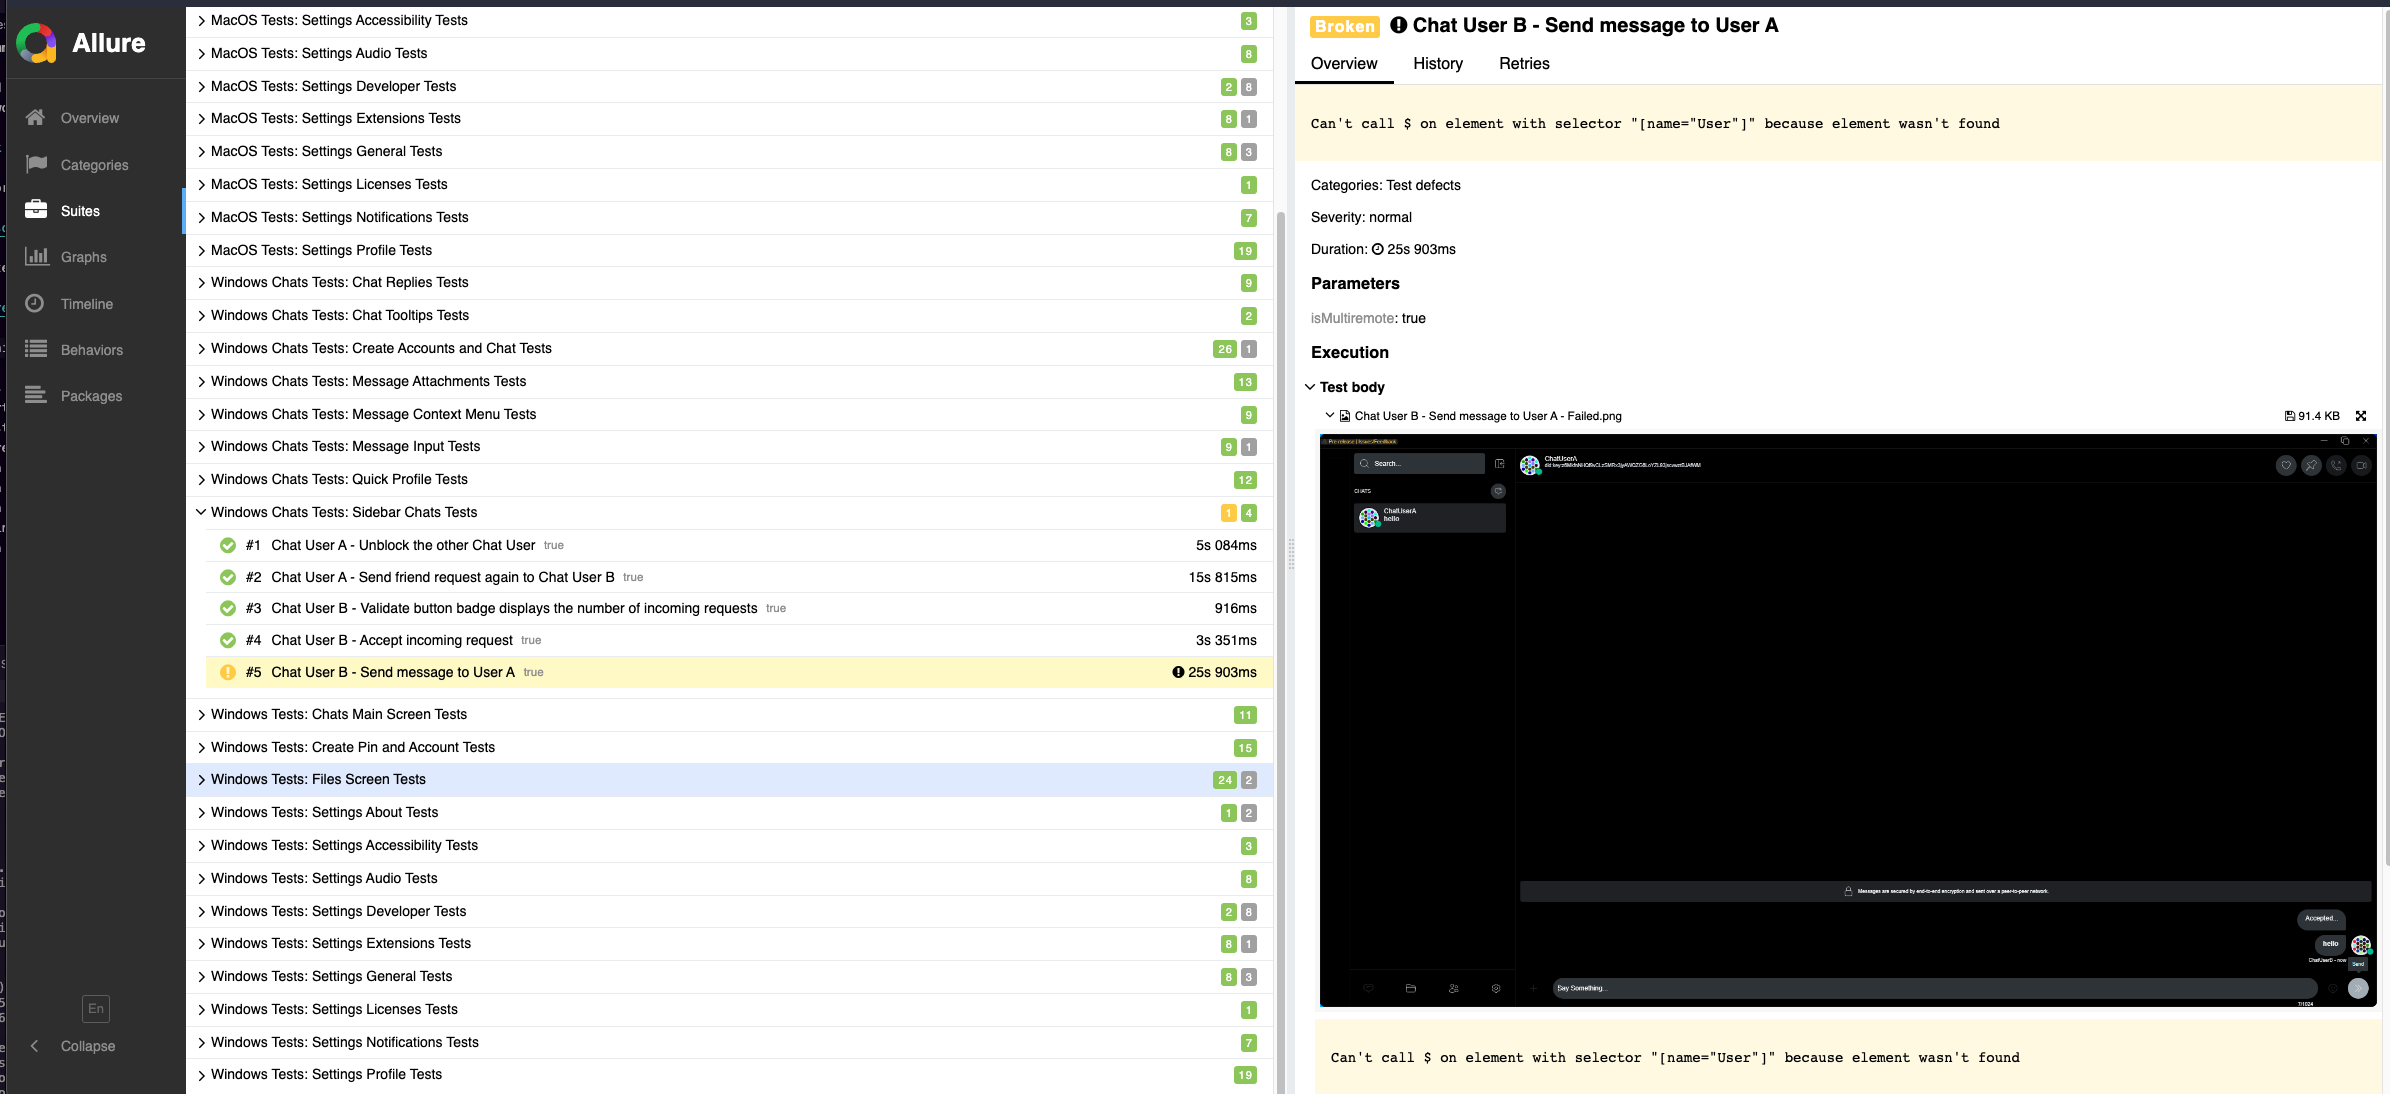 Allure
Overview
Categories
Suites
Graphs
Timeline
Behaviors
Packages
En
Collapse
MacOS Tests: Settings Accessibility Tests 3
MacOS Tests: Settings Audio Tests 8
MacOS Tests: Settings Developer Tests 2 8
MacOS Tests: Settings Extensions Tests 8 1
MacOS Tests: Settings General Tests 8 3
MacOS Tests: Settings Licenses Tests 1
MacOS Tests: Settings Notifications Tests 7
MacOS Tests: Settings Profile Tests 19
Windows Chats Tests: Chat Replies Tests 9
Windows Chats Tests: Chat Tooltips Tests 2
Windows Chats Tests: Create Accounts and Chat Tests 26 1
Windows Chats Tests: Message Attachments Tests 13
Windows Chats Tests: Message Context Menu Tests 9
Windows Chats Tests: Message Input Tests 9 1
Windows Chats Tests: Quick Profile Tests 12
Windows Chats Tests: Sidebar Chats Tests 1 4
#1 Chat User A - Unblock the other Chat User true 5s 084ms
#2 Chat User A - Send friend request again to Chat User B true 15s 815ms
#3 Chat User B - Validate button badge displays the number of incoming requests true 916ms
#4 Chat User B - Accept incoming request true 3s 351ms
#5 Chat User B - Send message to User A true 25s 903ms
Windows Tests: Chats Main Screen Tests 11
Windows Tests: Create Pin and Account Tests 15
Windows Tests: Files Screen Tests 24 2
Windows Tests: Settings About Tests 1 2
Windows Tests: Settings Accessibility Tests 3
Windows Tests: Settings Audio Tests 8
Windows Tests: Settings Developer Tests 2 8
Windows Tests: Settings Extensions Tests 8 1
Windows Tests: Settings General Tests 8 3
Windows Tests: Settings Licenses Tests 1
Windows Tests: Settings Notifications Tests 7
Windows Tests: Settings Profile Tests 19
Broken Chat User B - Send message to User A
Overview History Retries
Can't call $ on element with selector "[name="User"]" because element wasn't found
Categories: Test defects
Severity: normal
Duration: 25s 903ms
Parameters
isMultiremote: true
Execution
Test body
Chat User B - Send message to User A - Failed.png 91.4 KB
Pre-release | Issues/Feedback
Search...
ChatUserA
CHATS
ChatUserA
hello
Messages are secured by end-to-end encryption and sent over a peer-to-peer network.
Accepted...
hello
ChatUserB - now
Send
Say Something...
7/1024
Can't call $ on element with selector "[name="User"]" because element wasn't found